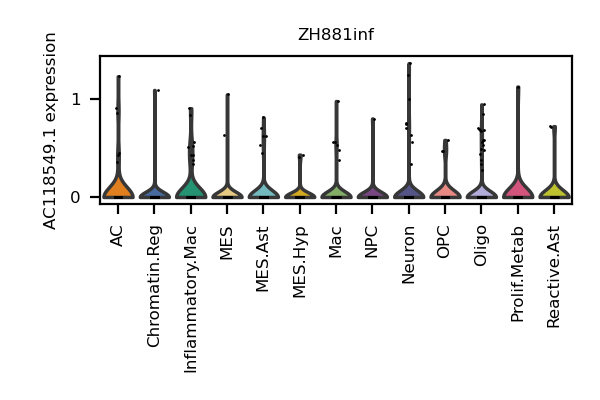 ZH881inf
AC118549.1 expression
1
0
AC
Chromatin.Reg
Inflammatory.Mac
MES
MES.Ast
MES.Hyp
Mac
NPC
Neuron
OPC
Oligo
Prolif.Metab
Reactive.Ast